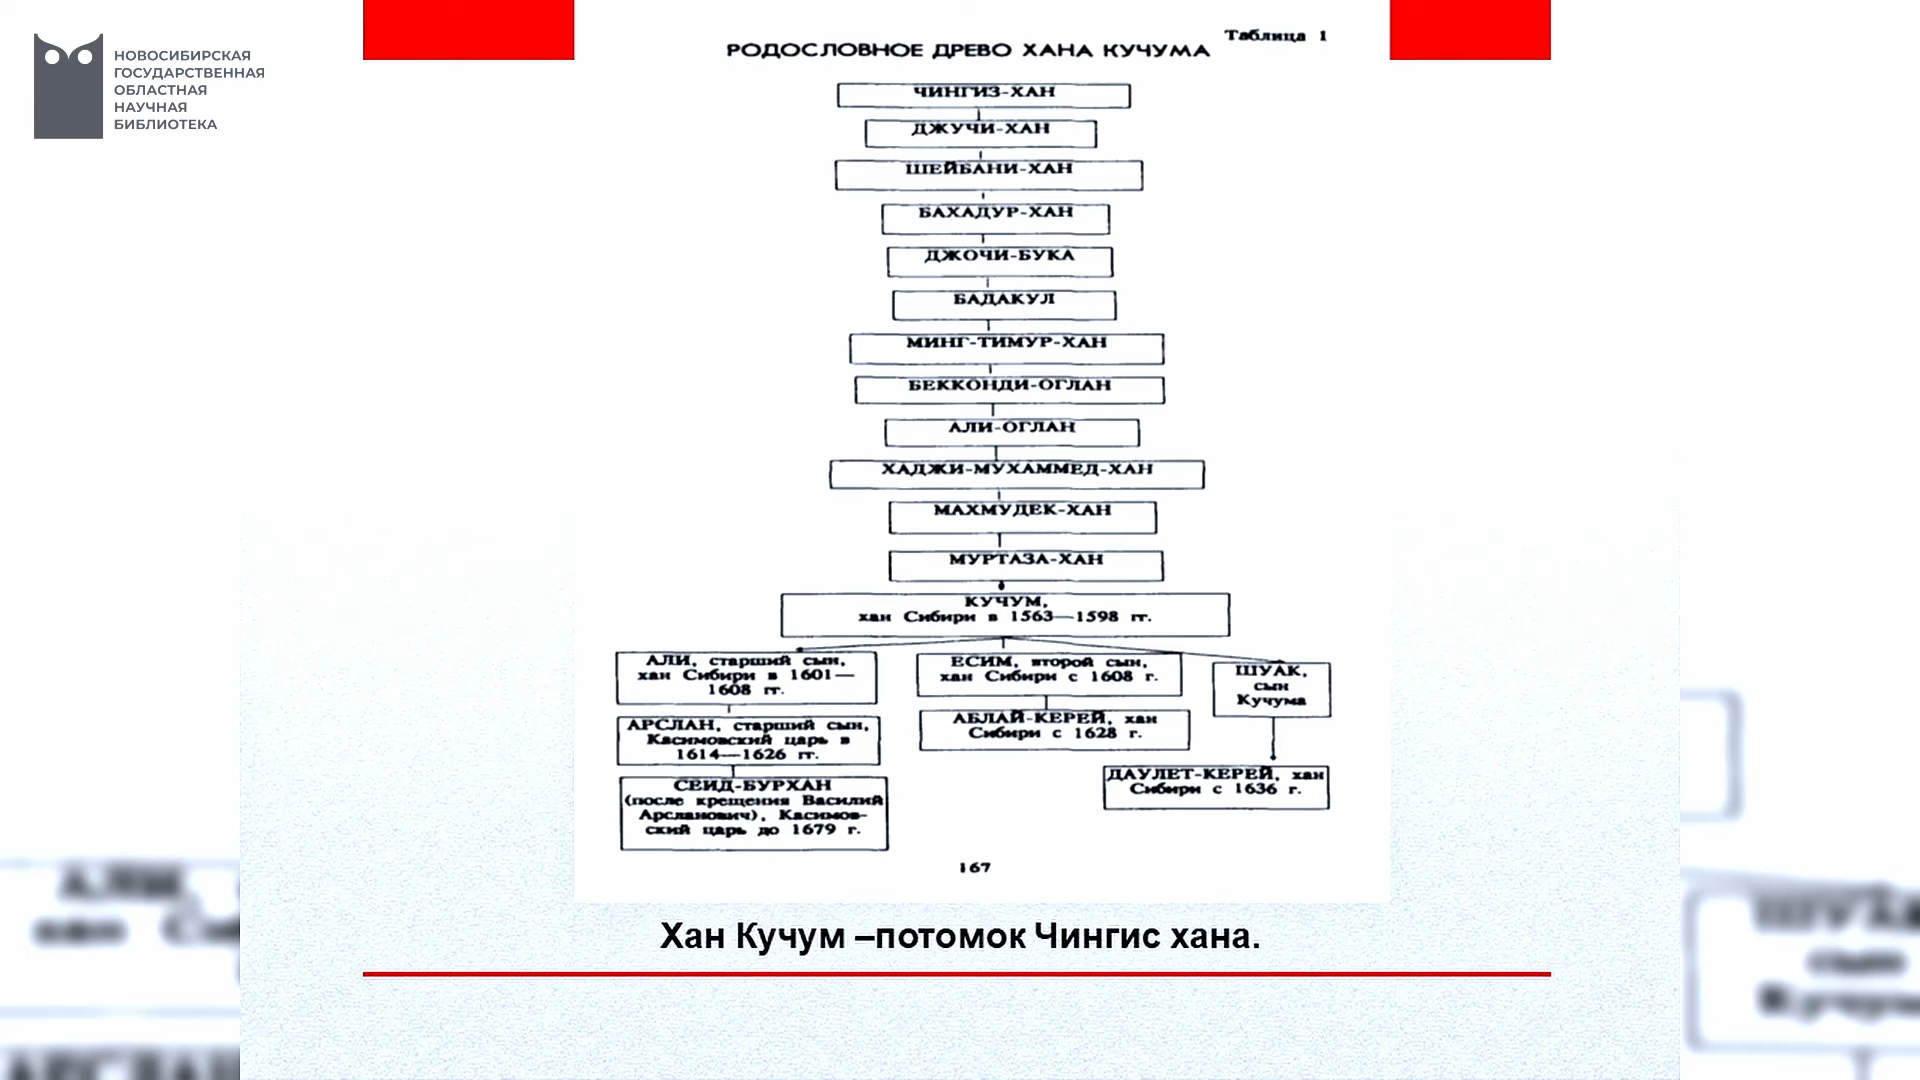 НОВОСИБИРСКАЯ
ГОСУДАРСТВЕННАЯ
ОБЛАСТНАЯ
НАУЧНАЯ
БИБЛИОТЕКА
Таблица 1
РОДОСЛОВНОЕ ДРЕВО ХАНА КУЧУМА
ЧИНГИЗ-ХАН
ДЖУЧИ-ХАН
ШЕЙБАНИ-ХАН
БАХАДУР-ХАН
ДЖОЧИ-БУКА
БАДАКУЛ
МИНГ-ТИМУР-ХАН
БЕККОНДИ-ОГЛАН
АЛИ-ОГЛАН
ХАДЖИ-МУХАММЕД-ХАН
МАХМУДЕК-ХАН
МУРТАЗА-ХАН
КУЧУМ,
хан Сибири в 1563—1598 гг.
АЛИ, старший сын,
хан Сибири в 1601—
1608 гг.
АРСЛАН, старший сын,
Касимовский царь в
1614—1626 гг.
СЕИД-БУРХАН
(после крещения Василий
Арсланович), Касимов-
ский царь до 1679 г.
ЕСИМ, второй сын,
хан Сибири с 1608 г.
АБЛАЙ-КЕРЕЙ, хан
Сибири с 1628 г.
ШУАК,
сын
Кучума
ДАУЛЕТ-КЕРЕЙ, хан
Сибири с 1636 г.
167
Хан Кучум –потомок Чингис хана.